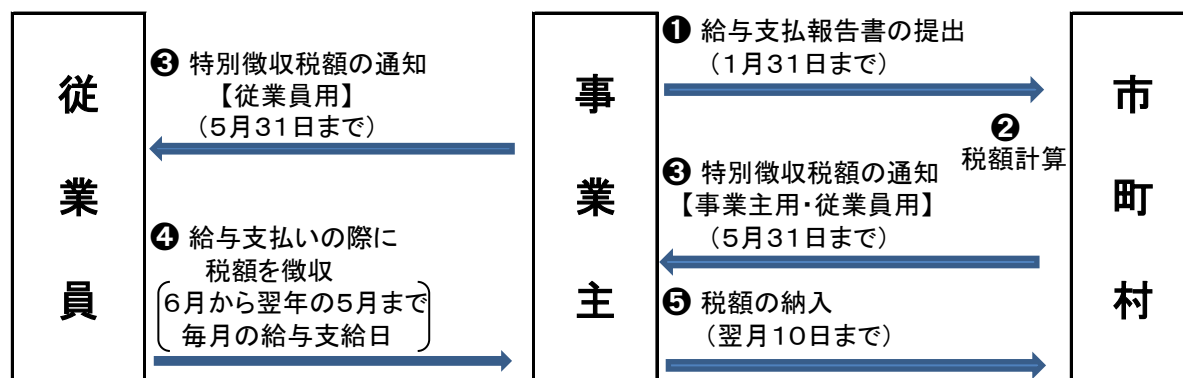 従業員
❸ 特別徴収税額の通知
【従業員用】
(5月31日まで)
❹ 給与支払いの際に
税額を徴収
6月から翌年の5月まで
毎月の給与支給日
事業主
❶ 給与支払報告書の提出
(1月31日まで)
❷
税額計算
❸ 特別徴収税額の通知
【事業主用・従業員用】
(5月31日まで)
❺ 税額の納入
(翌月10日まで)
市町村